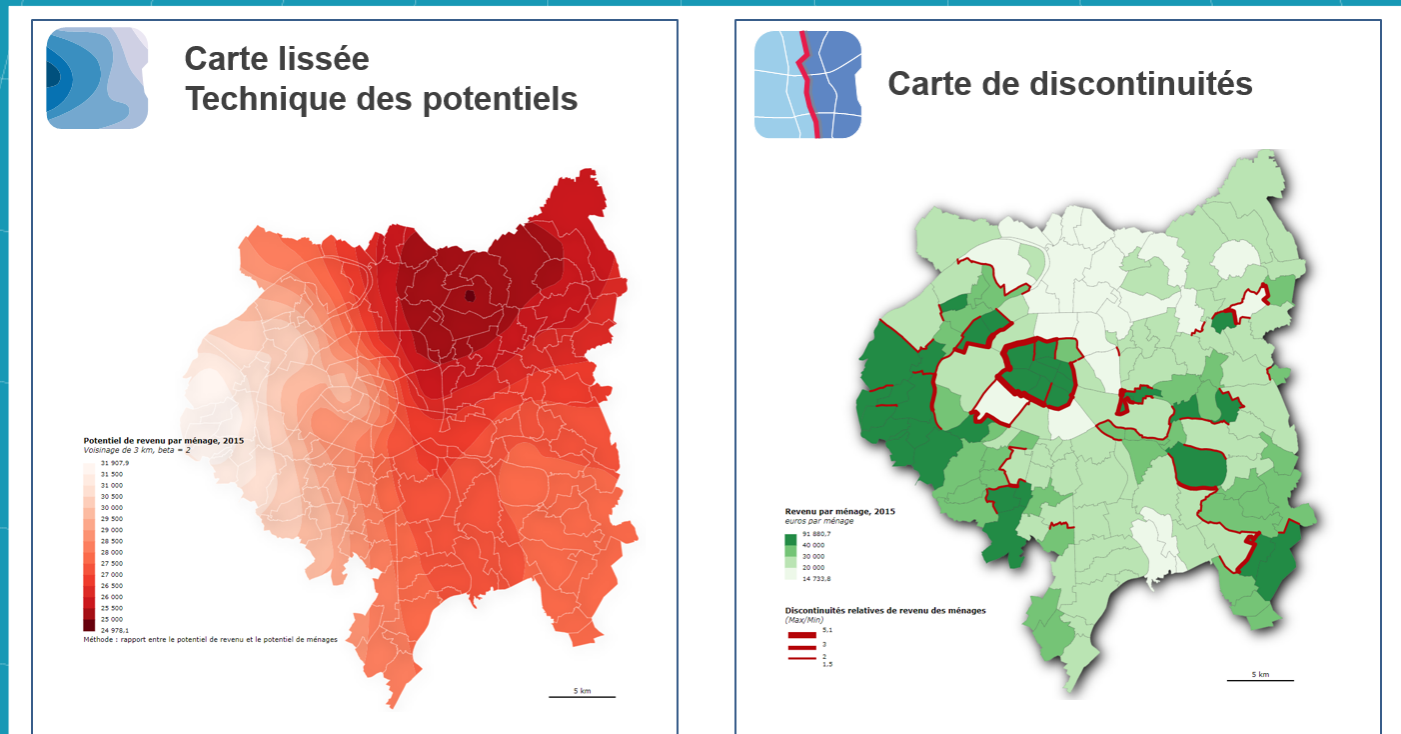 Carte lissée
Technique des potentiels
Potentiel de revenu par ménage, 2015
Voisinage de 3 km, beta = 2
31 907,9
31 500
31 000
30 500
30 000
29 500
29 000
28 500
28 000
27 500
27 000
26 500
26 000
25 500
25 000
24 978,1
Méthode : rapport entre le potentiel de revenu et le potentiel de ménages
5 km
Carte de discontinuités
Revenu par ménage, 2015
euros par ménage
91 880,7
40 000
30 000
20 000
14 733,8
Discontinuités relatives de revenu des ménages
(Max/Min)
5,1
3
2
1,5
5 km